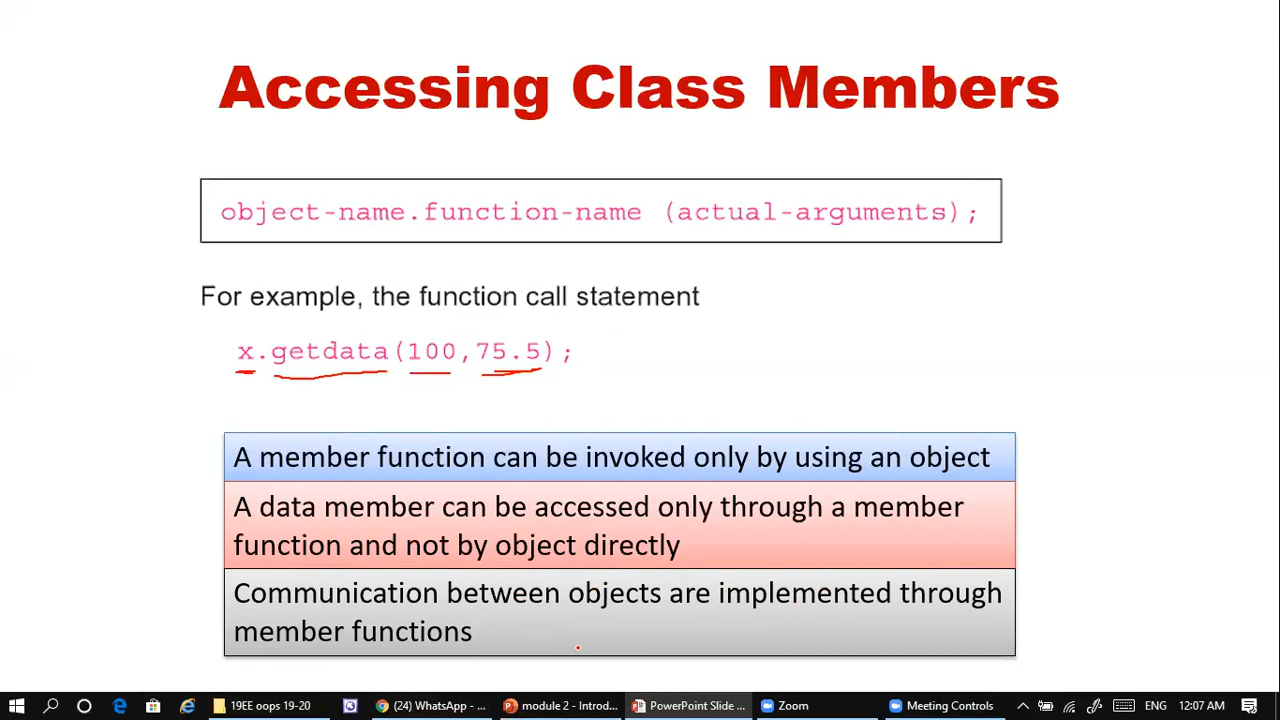 Accessing Class Members
object-name.function-name (actual-arguments);
For example, the function call statement
x.getdata(100,75.5);
A member function can be invoked only by using an object
A data member can be accessed only through a member
function and not by object directly
Communication between objects are implemented through
member functions
19EE oops 19-20
(24) WhatsApp - ...
module 2 - Introd...
PowerPoint Slide ...
Zoom
Meeting Controls
ENG
12:07 AM